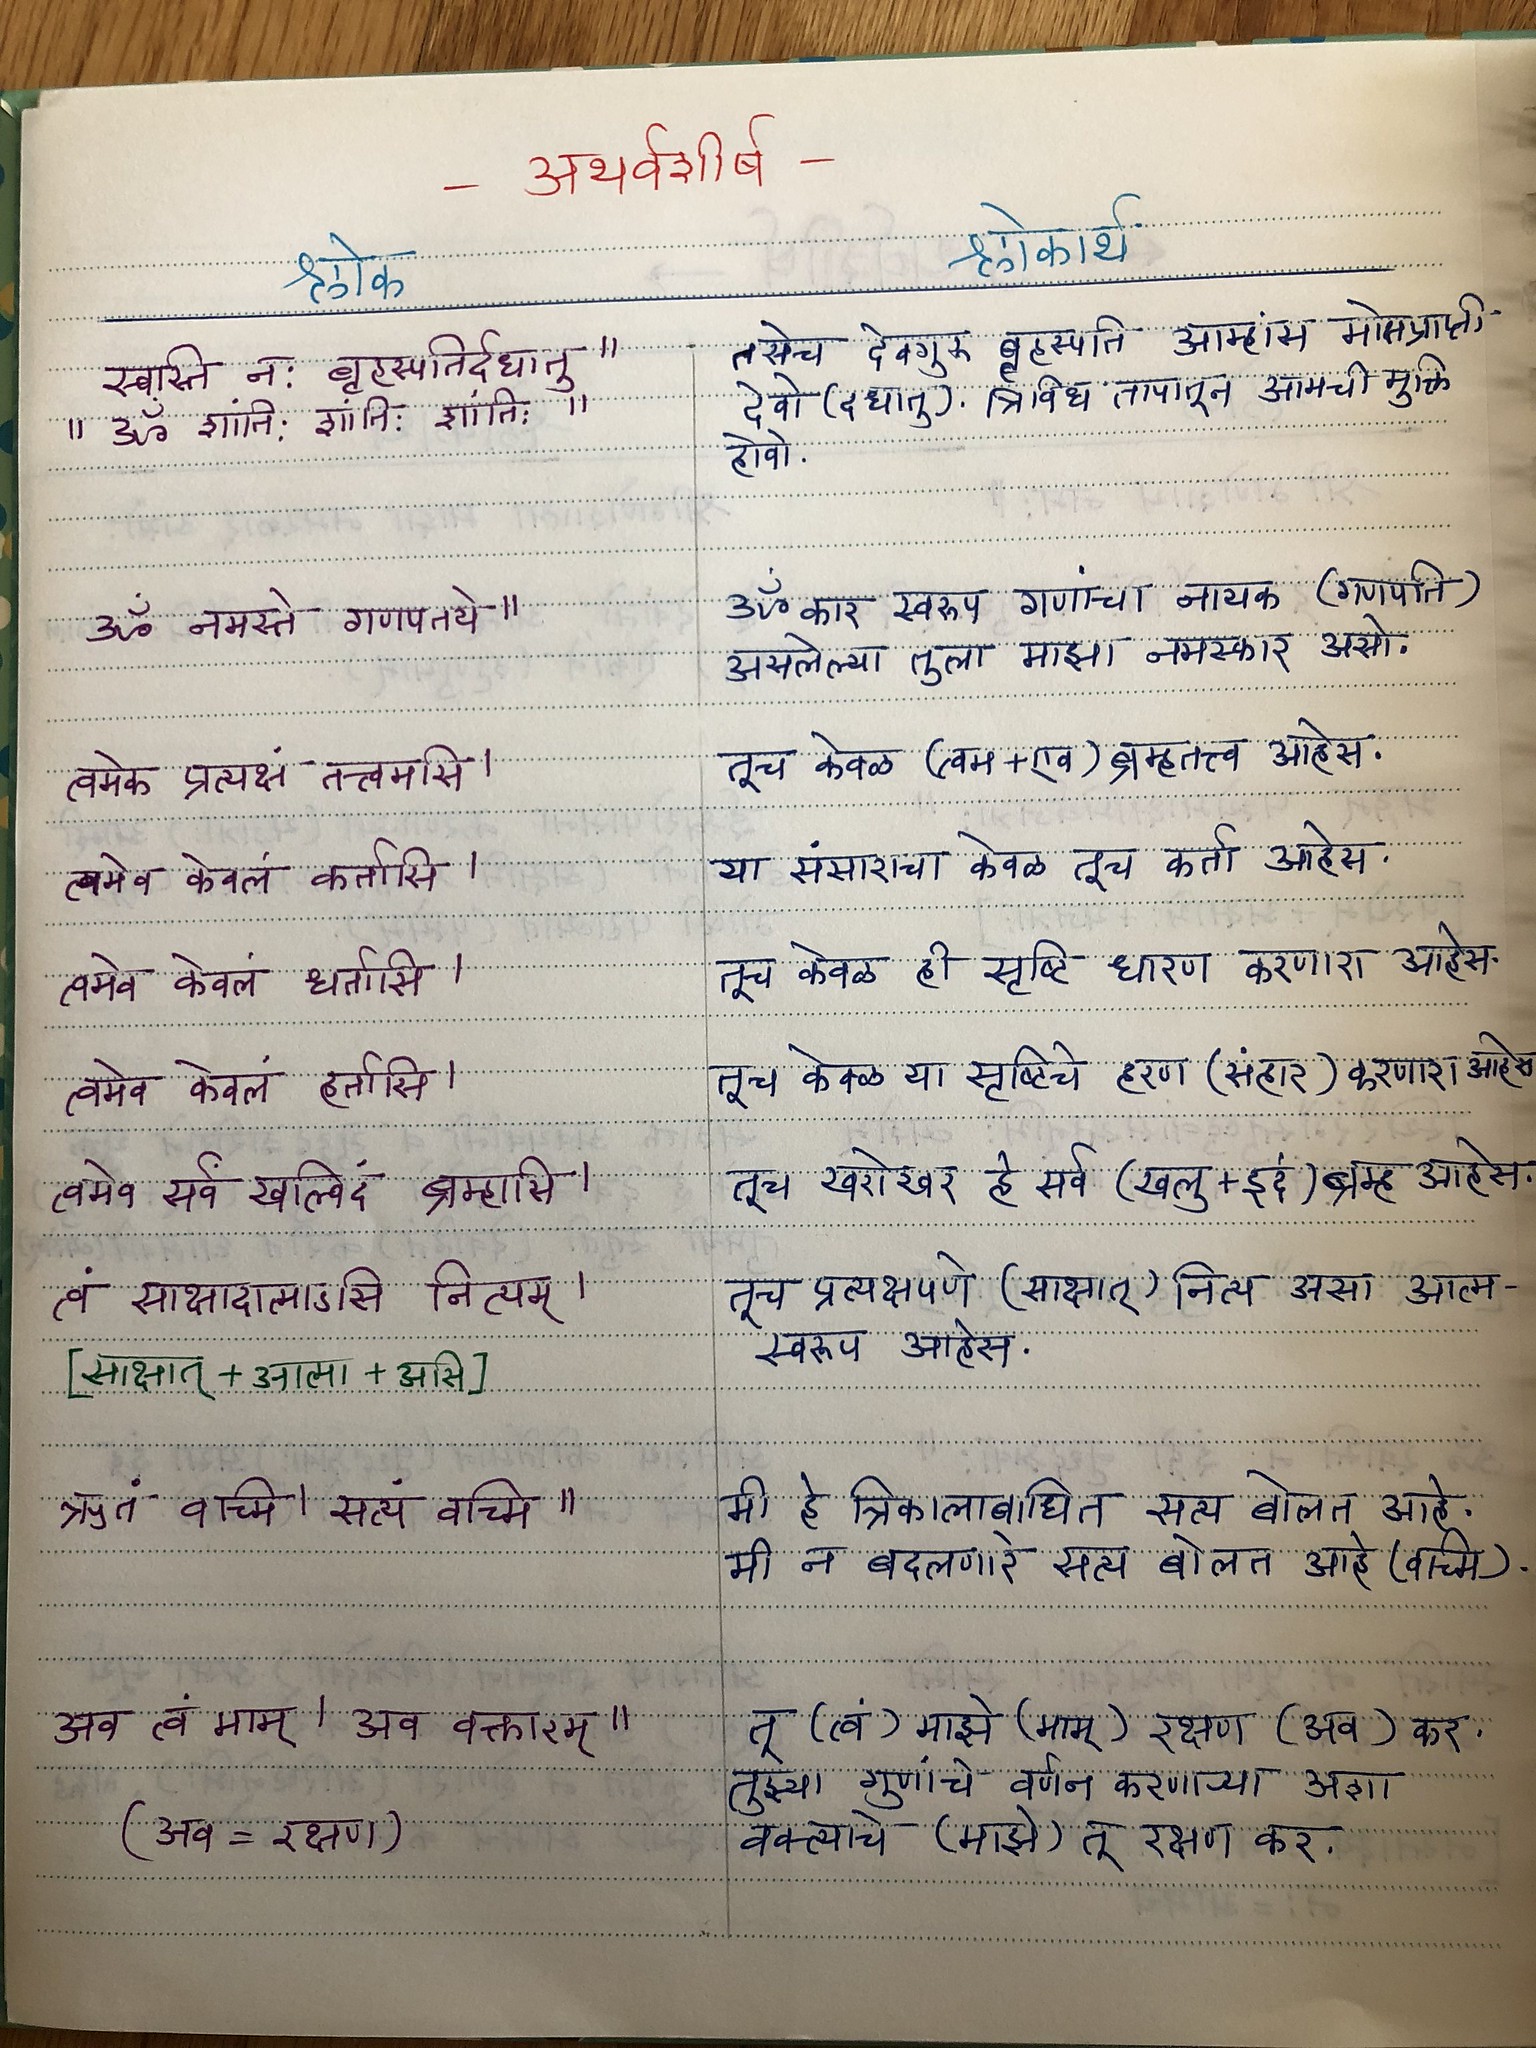 - अथर्वशीर्ष -
श्लोक
श्लोकार्थ
स्वास्ति नः बृहस्पतिर्दधातु"
तसेच देवगुरू बृहस्पति आम्हांस मोक्षप्राप्ती
" ॐ शांतिः शांतिः शांतिः "
देवो (दधातु). त्रिविध तापातून आमची मुक्ति
होवो.
ॐ नमस्ते गणपतये॥
ॐ कार स्वरूप गणांचा नायक (गणपति)
असलेल्या तुला माझा नमस्कार असो.
त्वमेक प्रत्यक्षं तत्त्वमसि।
तूच केवळ (त्वम+एव) ब्रम्हतत्त्व आहेस.
त्वमेव केवलं कर्तासि।
या संसाराचा केवळ तूच कर्ता आहेस.
त्वमेव केवलं धर्तासि।
तूच केवळ ही सृष्टि धारण करणारा आहेस.
त्वमेव केवलं हर्तासि।
तूच केवळ या सृष्टिचे हरण (संहार) करणारा आहेस
त्वमेव सर्वं खल्विदं ब्रम्हासि।
तूच खरोखर हे सर्व (खलु+इदं) ब्रम्ह आहेस.
त्वं साक्षादात्माऽसि नित्यम्।
तूच प्रत्यक्षपणे (साक्षात्) नित्य असा आत्म-
स्वरूप आहेस.
[साक्षात् + आत्मा + असि]
ऋतं वच्मि। सत्यं वच्मि॥
मी हे त्रिकालाबाधित सत्य बोलत आहे.
मी न बदलणारे सत्य बोलत आहे (वच्मि).
अव त्वं माम्। अव वक्तारम्॥
तू (त्वं) माझे (माम्) रक्षण (अव) कर.
तुझ्या गुणांचे वर्णन करणाऱ्या अशा
(अव = रक्षण)
वक्त्याचे (माझे) तू रक्षण कर.